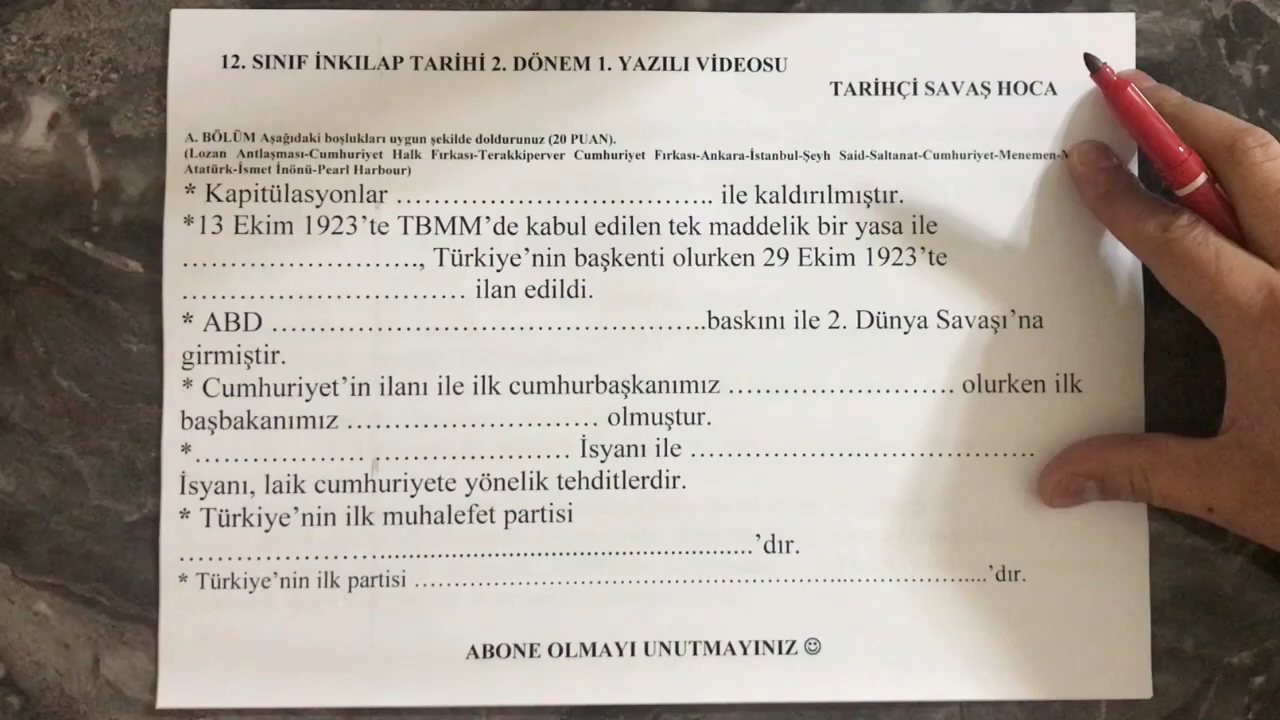 12. SINIF İNKILAP TARİHİ 2. DÖNEM 1. YAZILI VİDEOSU
TARİHÇİ SAVAŞ HOCA
A. BÖLÜM Aşağıdaki boşlukları uygun şekilde doldurunuz (20 PUAN).
(Lozan Antlaşması-Cumhuriyet Halk Fırkası-Terakkiperver Cumhuriyet Fırkası-Ankara-İstanbul-Şeyh Said-Saltanat-Cumhuriyet-Menemen-
Atatürk-İsmet İnönü-Pearl Harbour)
* Kapitülasyonlar ………………………….. ile kaldırılmıştır.
*13 Ekim 1923’te TBMM’de kabul edilen tek maddelik bir yasa ile
……………………., Türkiye’nin başkenti olurken 29 Ekim 1923’te
……………………… ilan edildi.
* ABD …………………………………..baskını ile 2. Dünya Savaşı’na
girmiştir.
* Cumhuriyet’in ilanı ile ilk cumhurbaşkanımız …………………. olurken ilk
başbakanımız …………………… olmuştur.
*……………… ………………. İsyanı ile ……………………………
İsyanı, laik cumhuriyete yönelik tehditlerdir.
* Türkiye’nin ilk muhalefet partisi
…………………………………………………..’dır.
* Türkiye’nin ilk partisi …………………………………………………..’dır.
ABONE OLMAYI UNUTMAYINIZ ☺